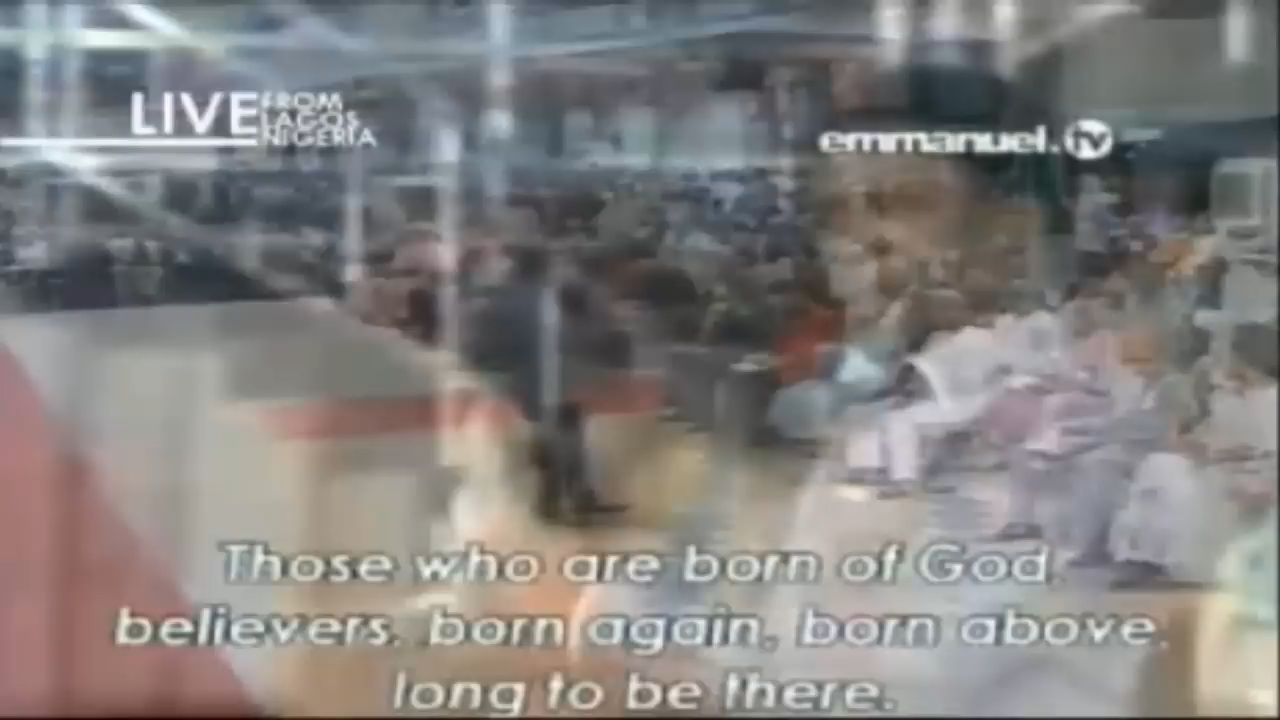 LIVE FROM
LAGOS
NIGERIA
emmanuel.tv
Those who are born of God,
believers, born again, born above,
long to be there.